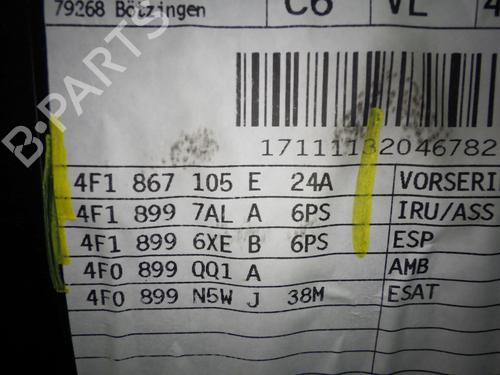 79268 Bötzingen
C6
VL
4
B-PARTS
17111132046782
4F1 867 105 E 24A VORSERI
4F1 899 7AL A 6PS IRU/ASS
4F1 899 6XE B 6PS ESP
4F0 899 QQ1 A AMB
4F0 899 N5W J 38M ESAT